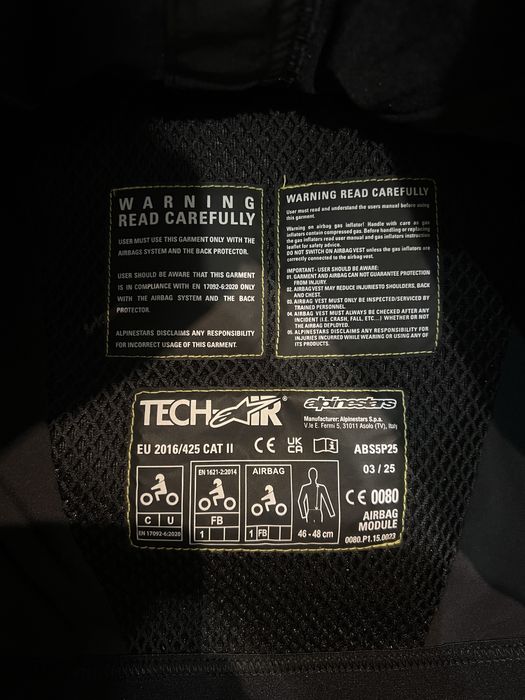 WARNING
READ CAREFULLY
USER MUST USE THIS GARMENT ONLY WITH THE
AIRBAGS SYSTEM AND THE BACK PROTECTOR.
USER SHOULD BE AWARE THAT THIS GARMENT
IS IN COMPLIANCE WITH EN 17092-6:2020 ONLY
WITH THE AIRBAG SYSTEM AND THE BACK
PROTECTOR.
ALPINESTARS DISCLAIMS ANY RESPONSIBILITY
FOR INCORRECT USAGE OF THIS GARMENT.
WARNING READ CAREFULLY
User must read and understand the users manual before using
this garment.
Warning on airbag gas inflator! Handle with care as gas
inflators contain compressed gas. Before handling or replacing
the gas inflators read user manual and gas inflators instruction
leaflet for safety advice.
DO NOT SWITCH ON AIRBAG VEST unless the gas inflators are
correctly connected to the airbag vest.
IMPORTANT - USER SHOULD BE AWARE:
01. GARMENT AND AIRBAG CAN NOT GUARANTEE PROTECTION
FROM INJURY.
02. AIRBAG VEST MAY REDUCE INJURIES TO SHOULDERS, BACK
AND CHEST.
03. AIRBAG VEST MUST ONLY BE INSPECTED/SERVICED BY
TRAINED PERSONNEL.
04. AIRBAG VEST MUST ALWAYS BE CHECKED AFTER ANY
INCIDENT (I.E. CRASH, FALL, ETC...) WHETHER OR NOT
THE AIRBAG DEPLOYED.
05. ALPINESTARS DISCLAIMS ANY RESPONSIBILITY FOR
INJURIES INCURRED WHILE WEARING OR USING ANY OF
ITS PRODUCTS.
TECH-AIR®
alpinestars
Manufacturer: Alpinestars S.p.a.
V.le E. Fermi 5, 31011 Asolo (TV), Italy
EU 2016/425 CAT II CE UK CA i ABS5P25
03 / 25
C U
EN 17092-6:2020
EN 1621-2:2014
FB
1
AIRBAG
1 FB
46 - 48 cm
CE 0080
AIRBAG
MODULE
0080.P1.15.0023